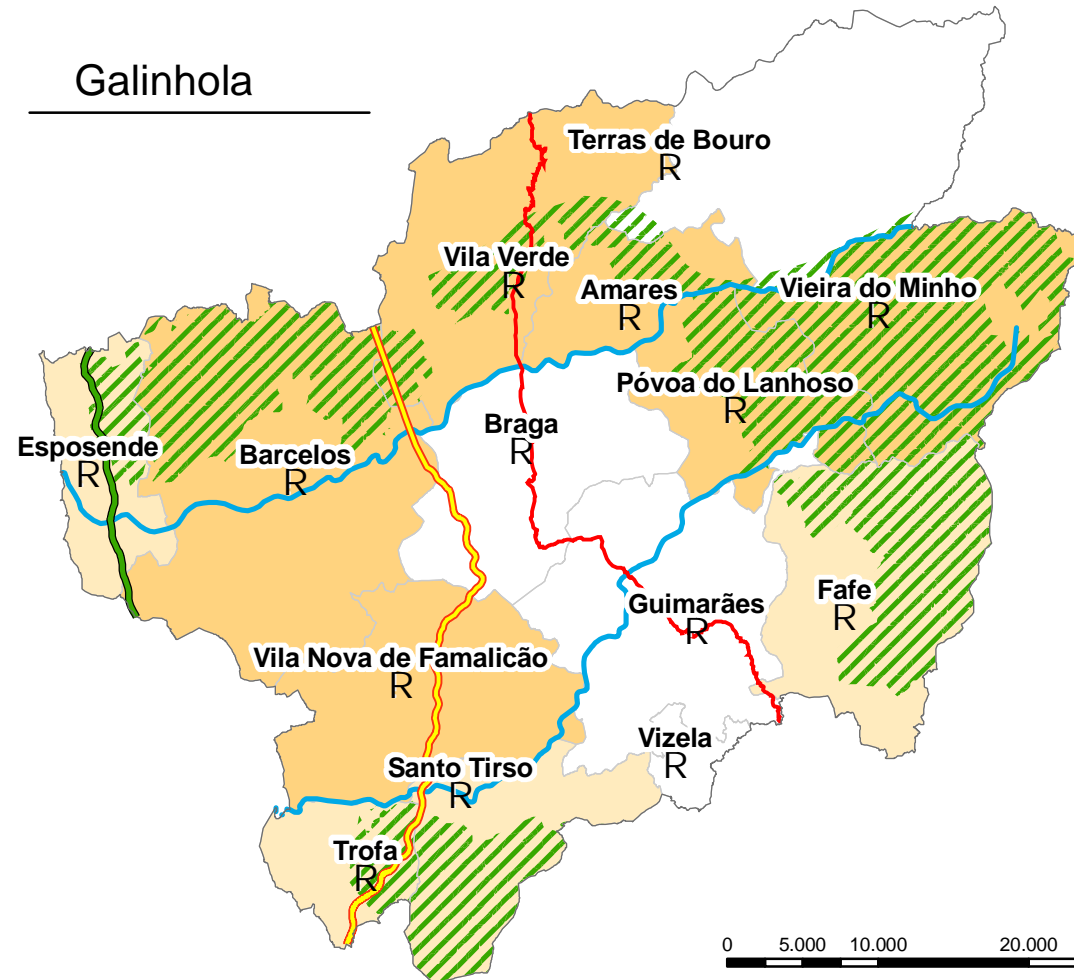 Galinhola
Terras de Bouro
R
Vila Verde
R
Amares
R
Vieira do Minho
R
Póvoa do Lanhoso
R
Braga
R
Esposende
R
Barcelos
R
Guimarães
R
Fafe
R
Vila Nova de Famalicão
R
Vizela
R
Santo Tirso
R
Trofa
R
0 5.000 10.000 20.000